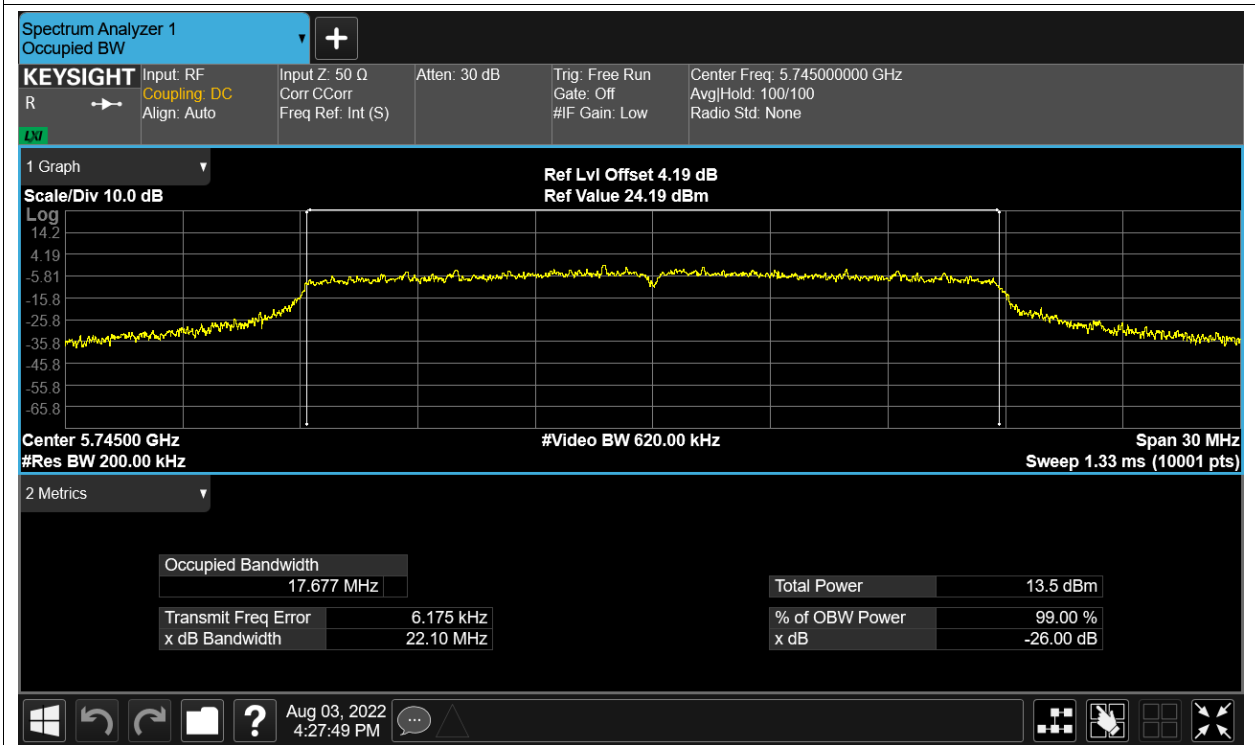 Spectrum Analyzer 1
Occupied BW
KEYSIGHT
R
LXI
Input: RF
Coupling: DC
Align: Auto
Input Z: 50 Ω
Corr CCorr
Freq Ref: Int (S)
Atten: 30 dB
Trig: Free Run
Gate: Off
#IF Gain: Low
Center Freq: 5.745000000 GHz
Avg|Hold: 100/100
Radio Std: None
1 Graph
Scale/Div 10.0 dB
Ref Lvl Offset 4.19 dB
Ref Value 24.19 dBm
Log
14.2
4.19
-5.81
-15.8
-25.8
-35.8
-45.8
-55.8
-65.8
Center 5.74500 GHz
#Video BW 620.00 kHz
Span 30 MHz
#Res BW 200.00 kHz
Sweep 1.33 ms (10001 pts)
2 Metrics
Occupied Bandwidth
17.677 MHz
Total Power 13.5 dBm
Transmit Freq Error 6.175 kHz
% of OBW Power 99.00 %
x dB Bandwidth 22.10 MHz
x dB -26.00 dB
?
Aug 03, 2022
4:27:49 PM